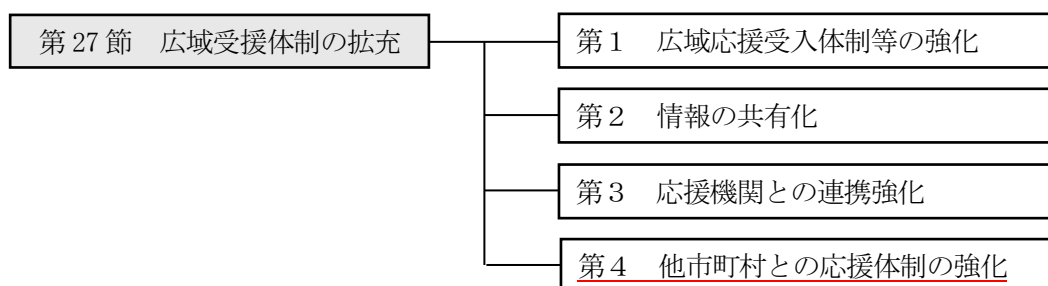 第27節　広域受援体制の拡充
第１　広域応援受入体制等の強化
第２　情報の共有化
第３　応援機関との連携強化
第４　他市町村との応援体制の強化